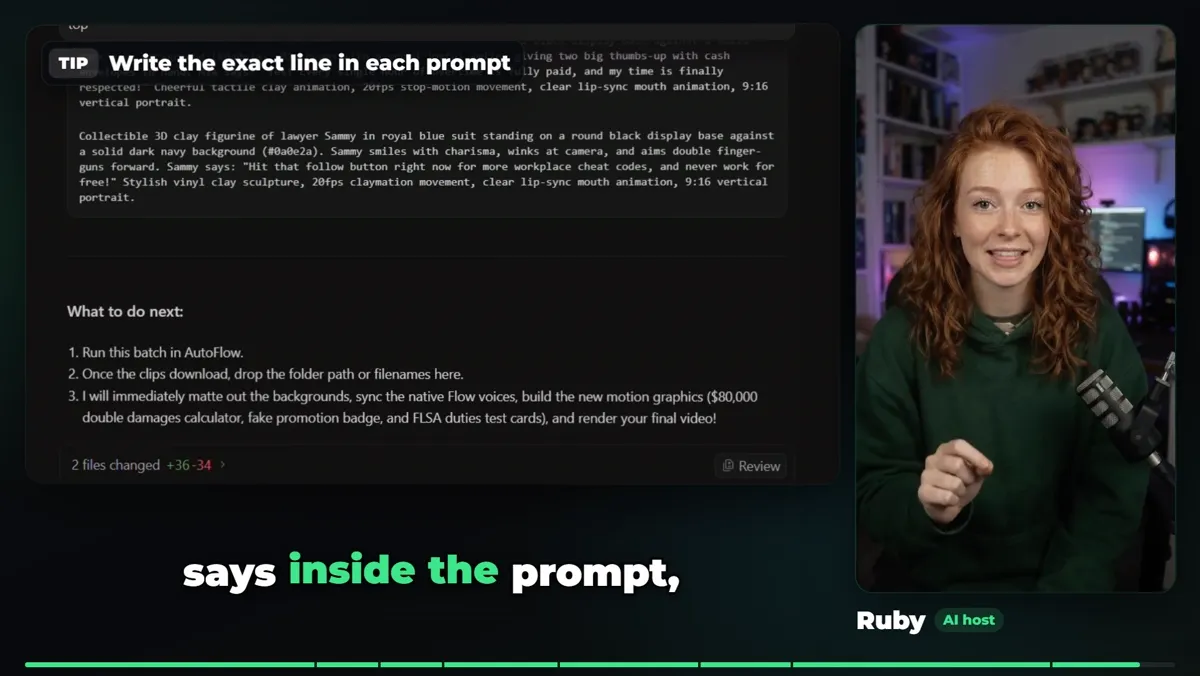 top
TIP Write the exact line in each prompt
ving two big thumbs-up with cash
lly paid, and my time is finally
respected!" Cheerful tactile clay animation, 20fps stop-motion movement, clear lip-sync mouth animation, 9:16
vertical portrait.
Collectible 3D clay figurine of lawyer Sammy in royal blue suit standing on a round black display base against
a solid dark navy background (#0a0e2a). Sammy smiles with charisma, winks at camera, and aims double finger-
guns forward. Sammy says: "Hit that follow button right now for more workplace cheat codes, and never work for
free!" Stylish vinyl clay sculpture, 20fps claymation movement, clear lip-sync mouth animation, 9:16 vertical
portrait.
What to do next:
1. Run this batch in AutoFlow.
2. Once the clips download, drop the folder path or filenames here.
3. I will immediately matte out the backgrounds, sync the native Flow voices, build the new motion graphics ($80,000
double damages calculator, fake promotion badge, and FLSA duties test cards), and render your final video!
2 files changed +36 -34 >
Review
says inside the prompt,
Ruby AI host